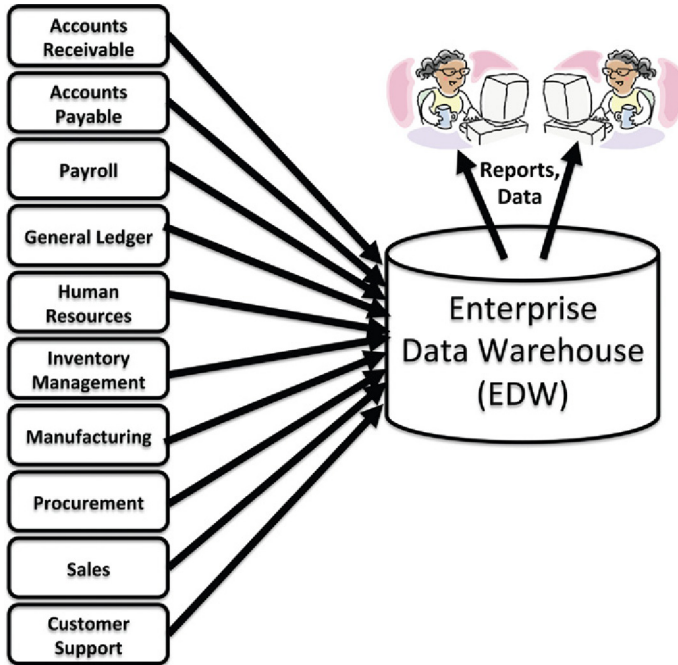 Accounts
Receivable
Accounts
Payable
Payroll
General Ledger
Human
Resources
Inventory
Management
Manufacturing
Procurement
Sales
Customer
Support
Reports,
Data
Enterprise
Data Warehouse
(EDW)